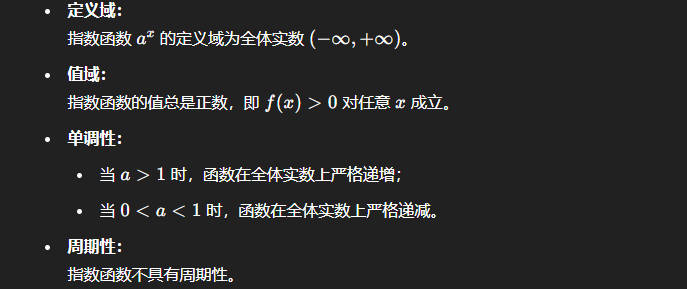 • 定义域：
指数函数 a^x 的定义域为全体实数 (−∞, +∞)。
• 值域：
指数函数的值总是正数，即 f(x) > 0 对任意 x 成立。
• 单调性：
• 当 a > 1 时，函数在全体实数上严格递增；
• 当 0 < a < 1 时，函数在全体实数上严格递减。
• 周期性：
指数函数不具有周期性。